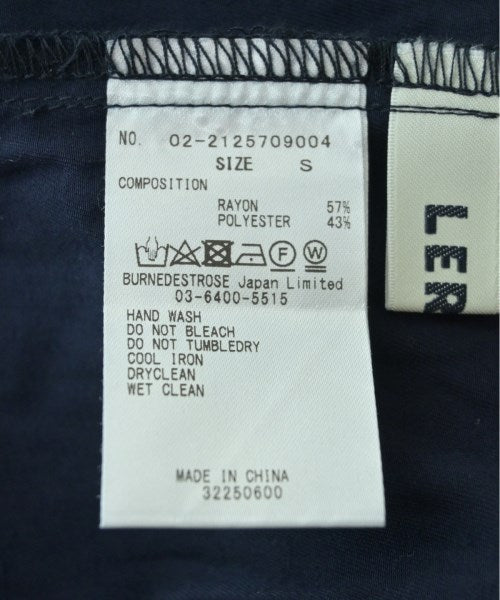 NO. 02-2125709004
SIZE S
COMPOSITION
RAYON 57%
POLYESTER 43%
F W
BURNEDESTROSE Japan Limited
03-6400-5515
HAND WASH
DO NOT BLEACH
DO NOT TUMBLEDRY
COOL IRON
DRYCLEAN
WET CLEAN
MADE IN CHINA
32250600
LER